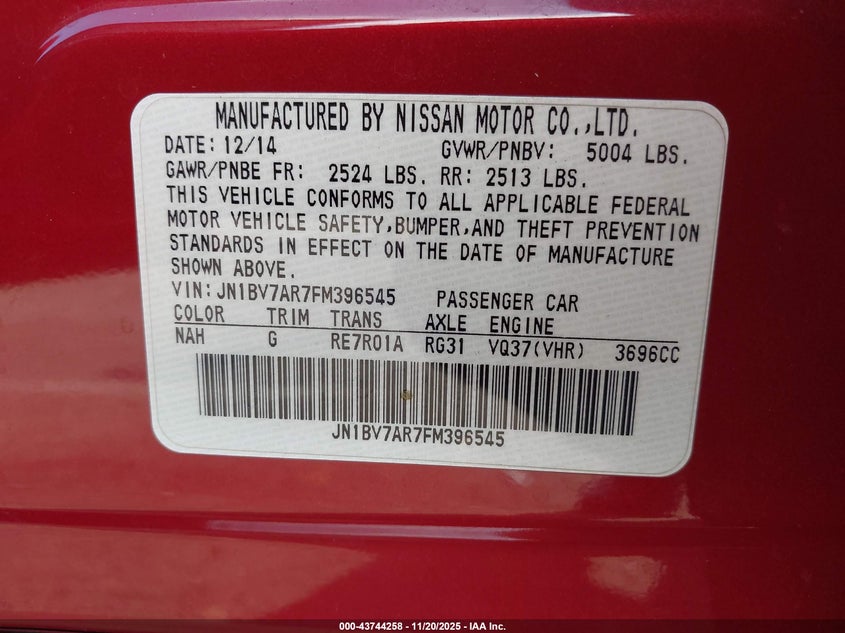 MANUFACTURED BY NISSAN MOTOR CO.,LTD.
DATE: 12/14 GVWR/PNBV: 5004 LBS.
GAWR/PNBE FR: 2524 LBS. RR: 2513 LBS.
THIS VEHICLE CONFORMS TO ALL APPLICABLE FEDERAL
MOTOR VEHICLE SAFETY,BUMPER,AND THEFT PREVENTION
STANDARDS IN EFFECT ON THE DATE OF MANUFACTURE
SHOWN ABOVE.
VIN:JN1BV7AR7FM396545 PASSENGER CAR
COLOR TRIM TRANS AXLE ENGINE
NAH G RE7R01A RG31 VQ37(VHR) 3696CC
JN1BV7AR7FM396545
000-43744258 - 11/20/2025 - IAA Inc.